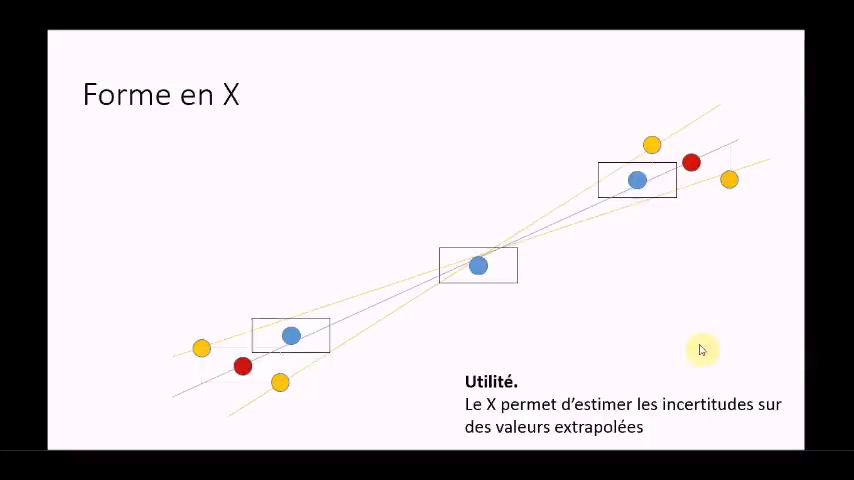 Forme en X
Utilité.
Le X permet d’estimer les incertitudes sur
des valeurs extrapolées